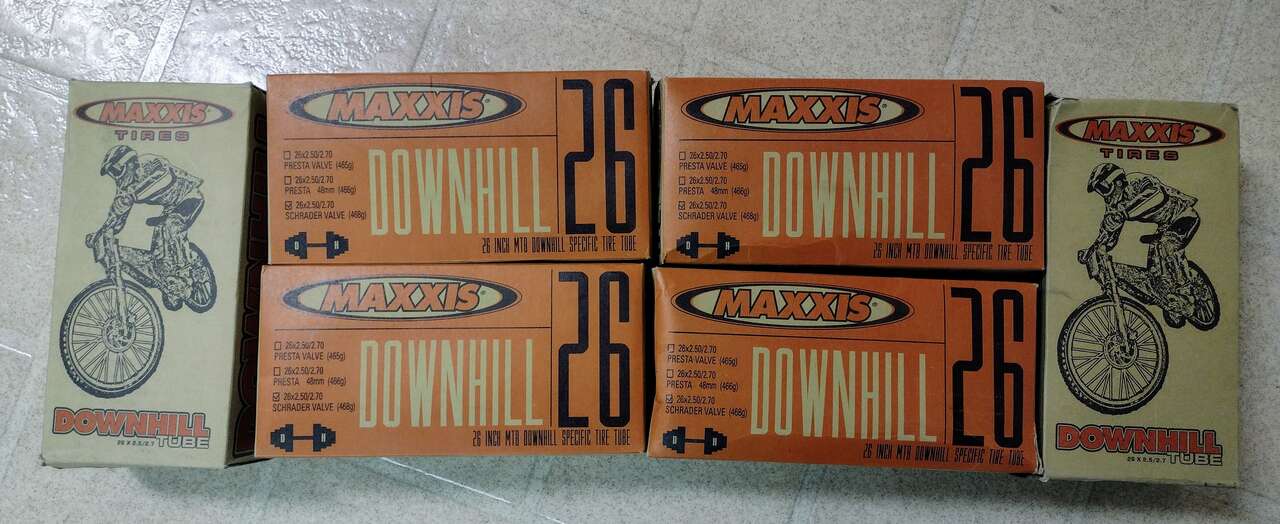 MAXXIS®
TIRES
DOWNHILL
TUBE
26 X 2.5/2.7
MAXXIS®
26
26x2.50/2.70
PRESTA VALVE (465g)
26x2.50/2.70
PRESTA 48mm (466g)
26x2.50/2.70
SCHRADER VALVE (468g)
DOWNHILL
D H
26 INCH MTB DOWNHILL SPECIFIC TIRE TUBE
MAXXIS®
26
26x2.50/2.70
PRESTA VALVE (465g)
26x2.50/2.70
PRESTA 48mm (466g)
26x2.50/2.70
SCHRADER VALVE (468g)
DOWNHILL
D H
26 INCH MTB DOWNHILL SPECIFIC TIRE TUBE
MAXXIS®
26
26x2.50/2.70
PRESTA VALVE (465g)
26x2.50/2.70
PRESTA 48mm (466g)
26x2.50/2.70
SCHRADER VALVE (468g)
DOWNHILL
D H
26 INCH MTB DOWNHILL SPECIFIC TIRE TUBE
MAXXIS®
26
26x2.50/2.70
PRESTA VALVE (465g)
26x2.50/2.70
PRESTA 48mm (466g)
26x2.50/2.70
SCHRADER VALVE (468g)
DOWNHILL
D H
26 INCH MTB DOWNHILL SPECIFIC TIRE TUBE
MAXXIS®
TIRES
DOWNHILL
TUBE
26 X 2.5/2.7